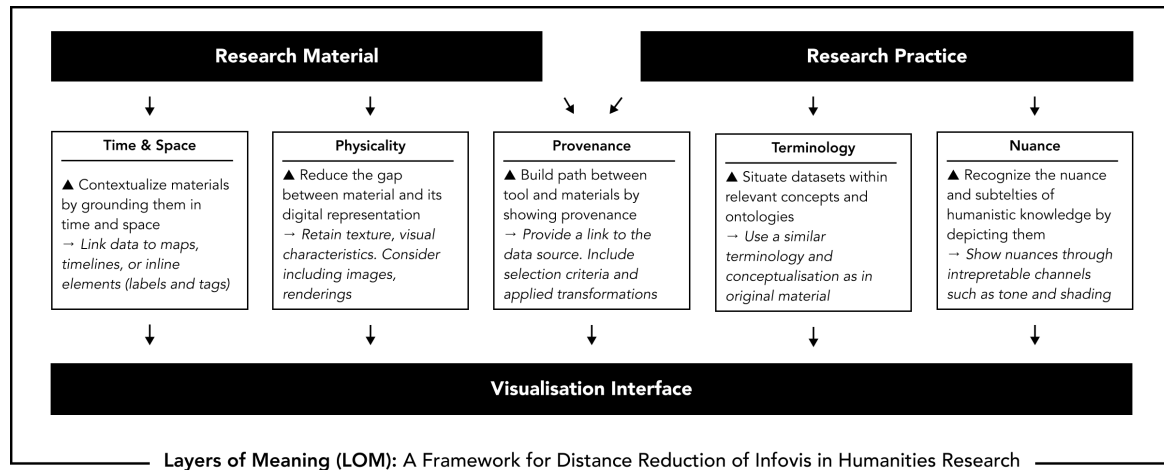 Research Material
Research Practice
Time & Space
▲ Contextualize materials
by grounding them in
time and space
→ Link data to maps,
timelines, or inline
elements (labels and tags)
Physicality
▲ Reduce the gap
between material and its
digital representation
→ Retain texture, visual
characteristics. Consider
including images,
renderings
Provenance
▲ Build path between
tool and materials by
showing provenance
→ Provide a link to the
data source. Include
selection criteria and
applied transformations
Terminology
▲ Situate datasets within
relevant concepts and
ontologies
→ Use a similar
terminology and
conceptualisation as in
original material
Nuance
▲ Recognize the nuance
and subtelties of
humanistic knowledge by
depicting them
→ Show nuances through
intrepretable channels
such as tone and shading
Visualisation Interface
Layers of Meaning (LOM): A Framework for Distance Reduction of Infovis in Humanities Research